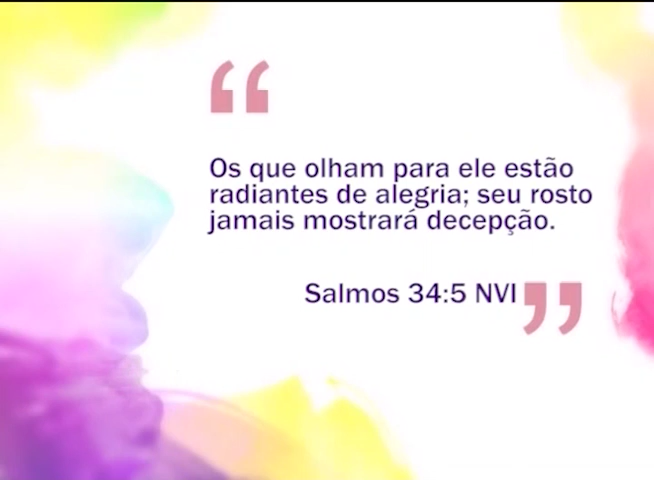 “
Os que olham para ele estão
radiantes de alegria; seu rosto
jamais mostrará decepção.
Salmos 34:5 NVI ”